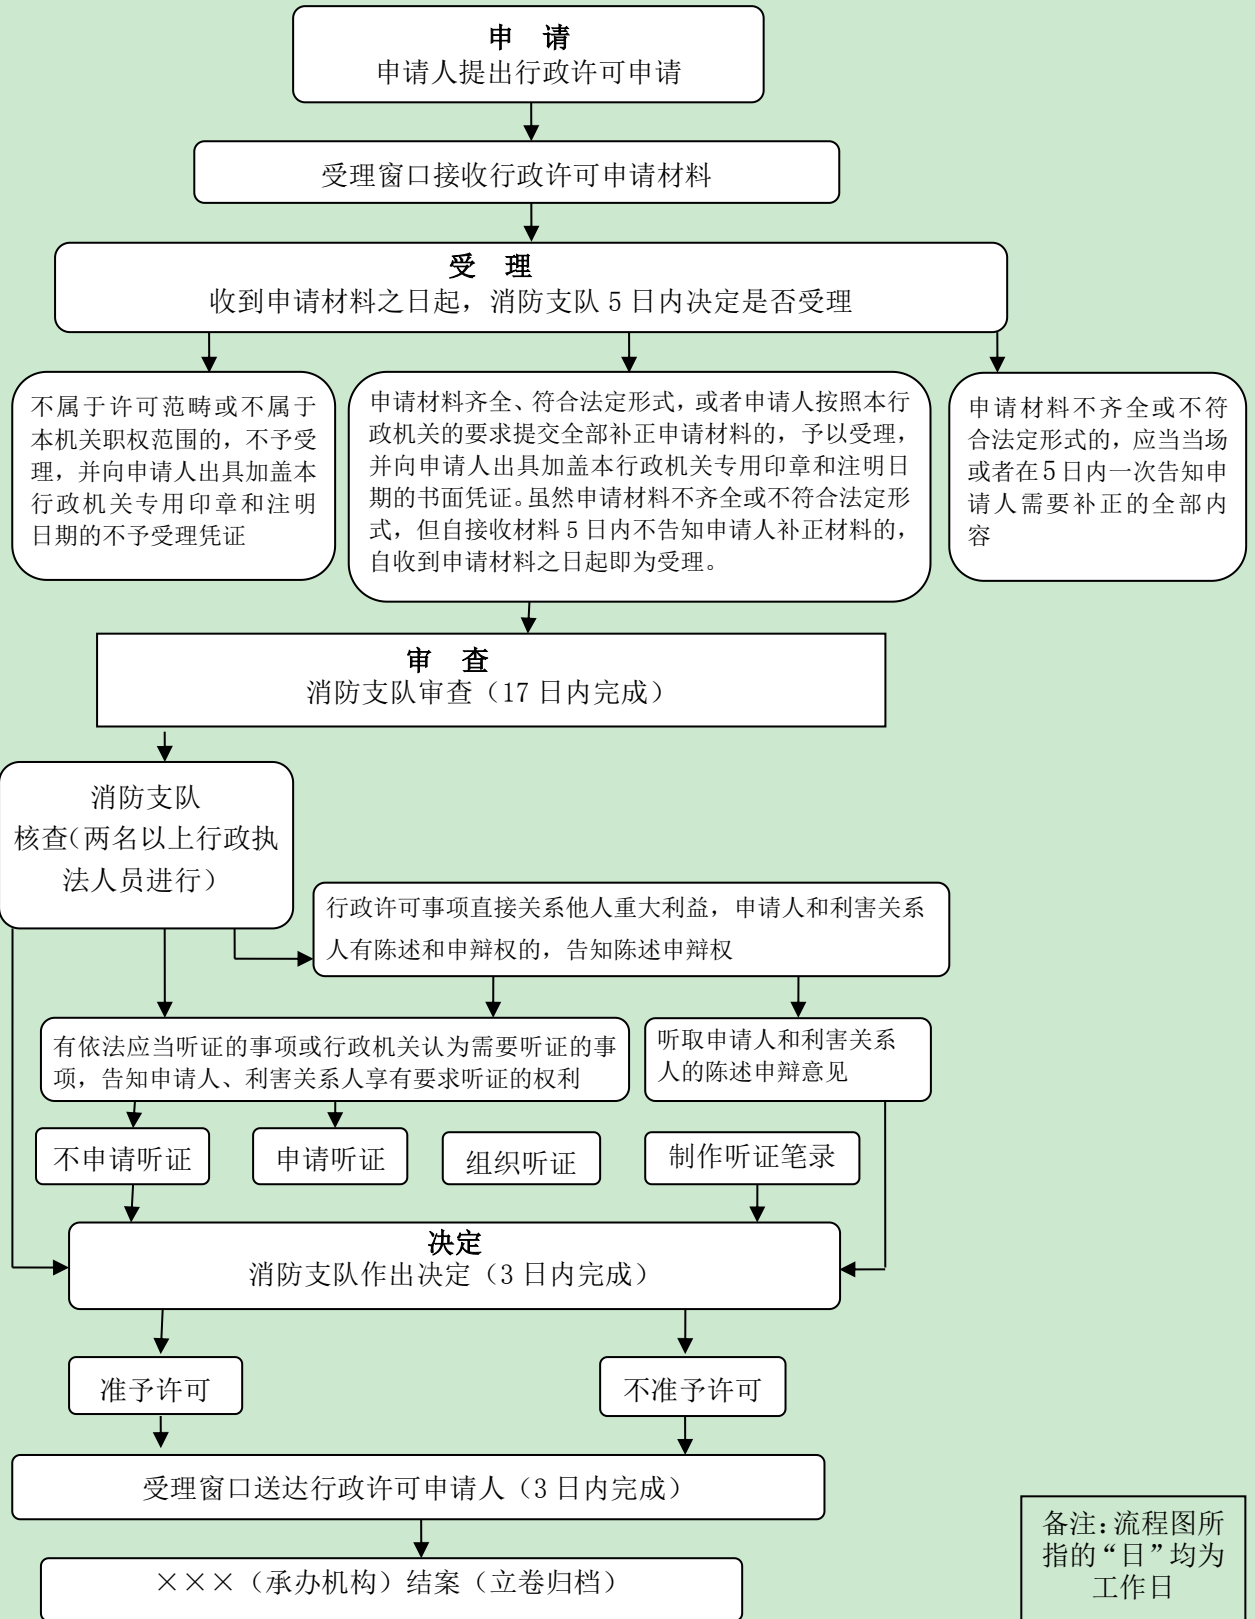 申 请
申请人提出行政许可申请
受理窗口接收行政许可申请材料
受 理
收到申请材料之日起，消防支队 5 日内决定是否受理
不属于许可范畴或不属于
本机关职权范围的，不予受
理，并向申请人出具加盖本
行政机关专用印章和注明
日期的不予受理凭证
申请材料齐全、符合法定形式，或者申请人按照本行
政机关的要求提交全部补正申请材料的，予以受理，
并向申请人出具加盖本行政机关专用印章和注明日
期的书面凭证。虽然申请材料不齐全或不符合法定形
式，但自接收材料 5 日内不告知申请人补正材料的，
自收到申请材料之日起即为受理。
申请材料不齐全或不符
合法定形式的，应当当场
或者在 5 日内一次告知申
请人需要补正的全部内
容
审 查
消防支队审查（17 日内完成）
消防支队
核查（两名以上行政执
法人员进行）
行政许可事项直接关系他人重大利益，申请人和利害关系
人有陈述和申辩权的，告知陈述申辩权
有依法应当听证的事项或行政机关认为需要听证的事
项，告知申请人、利害关系人享有要求听证的权利
听取申请人和利害关系
人的陈述申辩意见
不申请听证
申请听证
组织听证
制作听证笔录
决定
消防支队作出决定（3 日内完成）
准予许可
不准予许可
受理窗口送达行政许可申请人（3 日内完成）
×××（承办机构）结案（立卷归档）
备注：流程图所
指的“日”均为
工作日